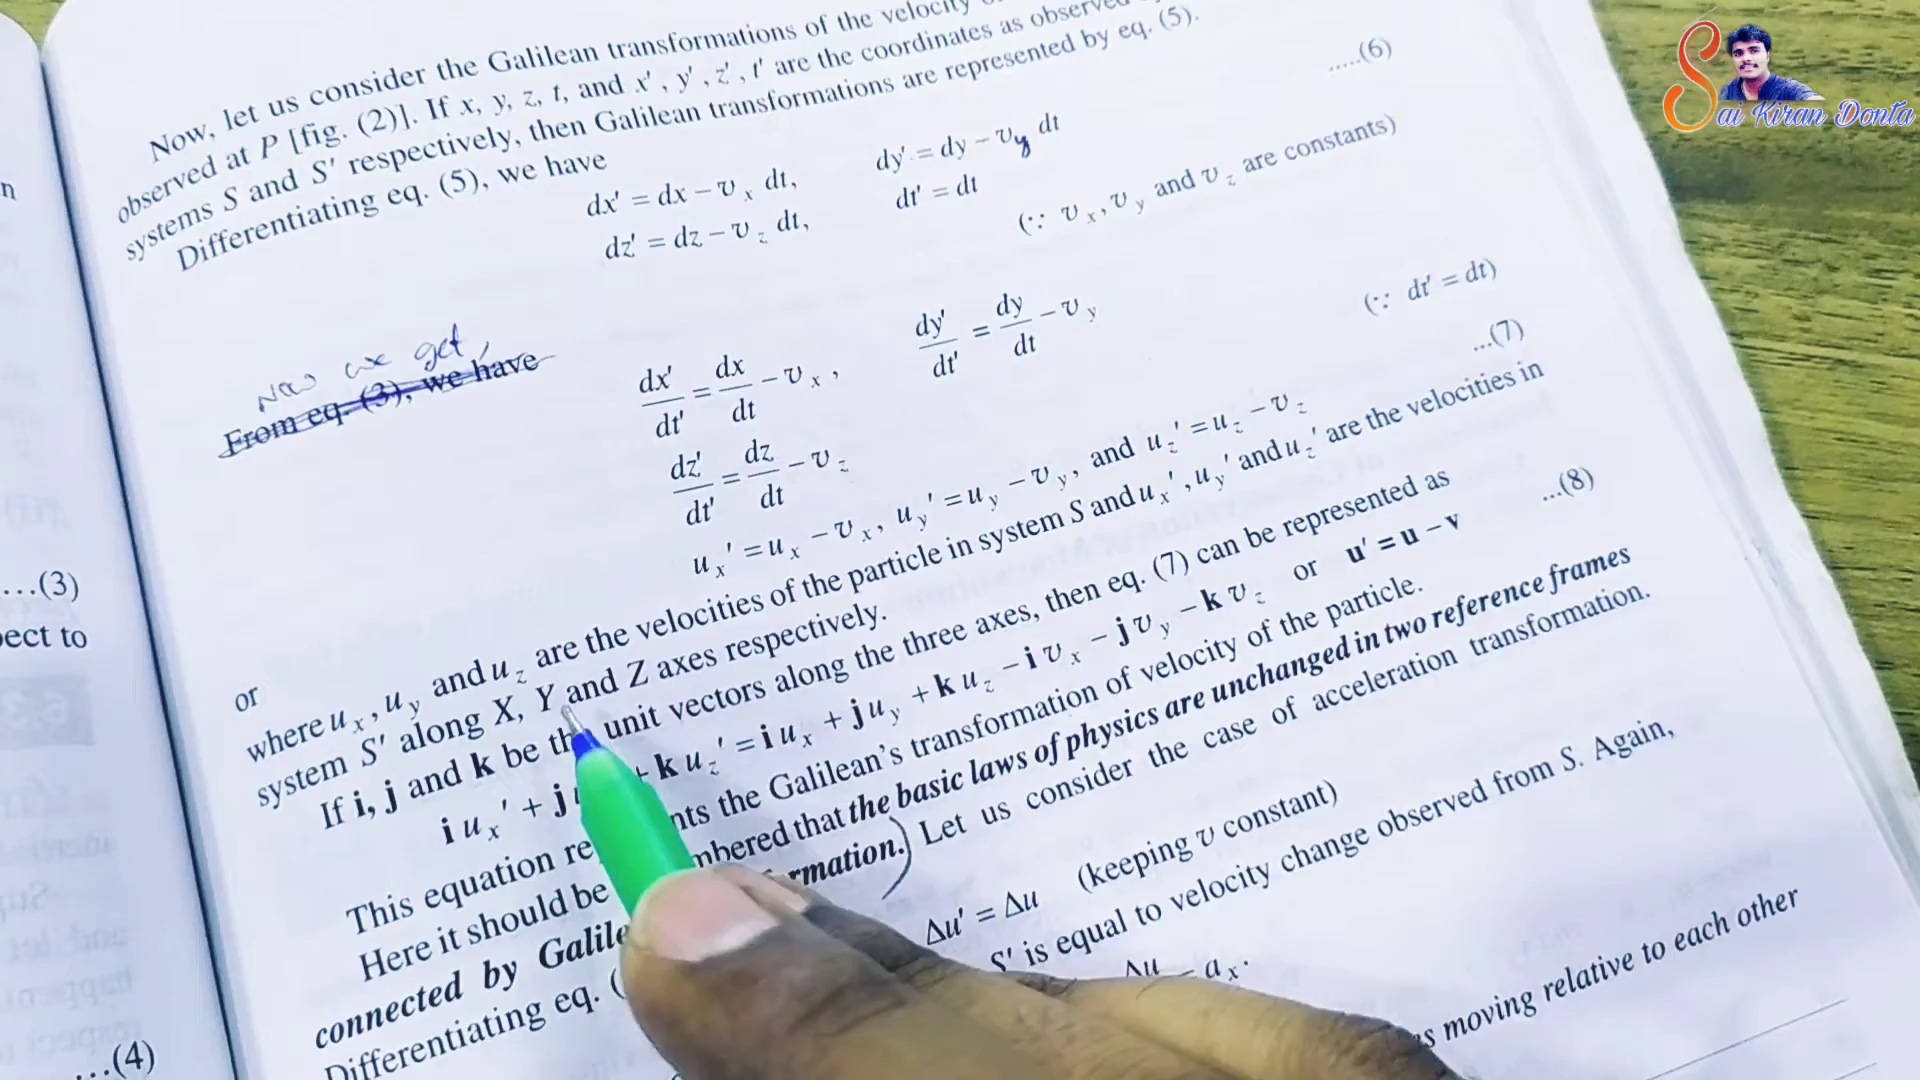 Now, let us consider the Galilean transformations of the velocity
observed at P [fig. (2)]. If x, y, z, t, and x', y', z', t' are the coordinates as observed
systems S and S' respectively, then Galilean transformations are represented by eq. (5).
Differentiating eq. (5), we have
dx' = dx − v_x dt, dy' = dy − v_y dt .....(6)
dz' = dz − v_z dt, dt' = dt
(∵ v_x, v_y and v_z are constants)
Now we get,
From eq. (3), we have
dx'/dt' = dx/dt − v_x, dy'/dt' = dy/dt − v_y
dz'/dt' = dz/dt − v_z (∵ dt' = dt)
or u_x' = u_x − v_x, u_y' = u_y − v_y, and u_z' = u_z − v_z ...(7)
where u_x, u_y and u_z are the velocities of the particle in system S and u_x', u_y' and u_z' are the velocities in
system S' along X, Y and Z axes respectively.
If i, j and k be the unit vectors along the three axes, then eq. (7) can be represented as
i u_x' + j k u_z' = i u_x + j u_y + k u_z − i v_x − j v_y − k v_z or u' = u − v ...(8)
This equation the Galilean's transformation of velocity of the particle.
Here it should be that the basic laws of physics are unchanged in two reference frames
connected by Let us consider the case of acceleration transformation.
Differentiating eq.
Δu' = Δu (keeping v constant)
S' is equal to velocity change observed from S. Again,
Δu a_x.
moving relative to each other
...(3)
ect to
...(4)
Sai Kiran Donta